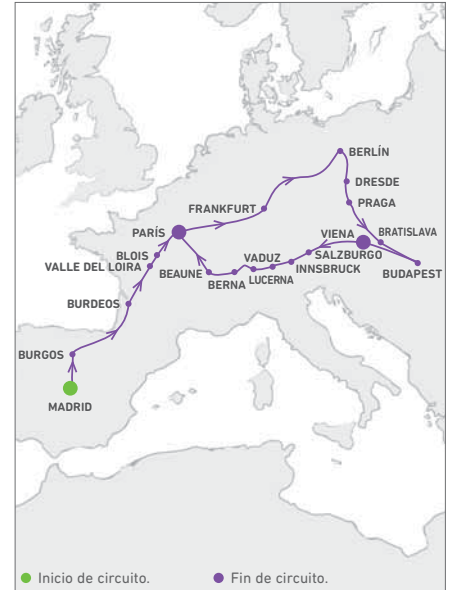 BERLÍN
DRESDE
PRAGA
FRANKFURT
PARÍS
VIENA
BRATISLAVA
BLOIS
VALLE DEL LOIRA
VADUZ
SALZBURGO
BEAUNE
INNSBRUCK
BUDAPEST
BERNA
LUCERNA
BURDEOS
BURGOS
MADRID
Inicio de circuito.
Fin de circuito.